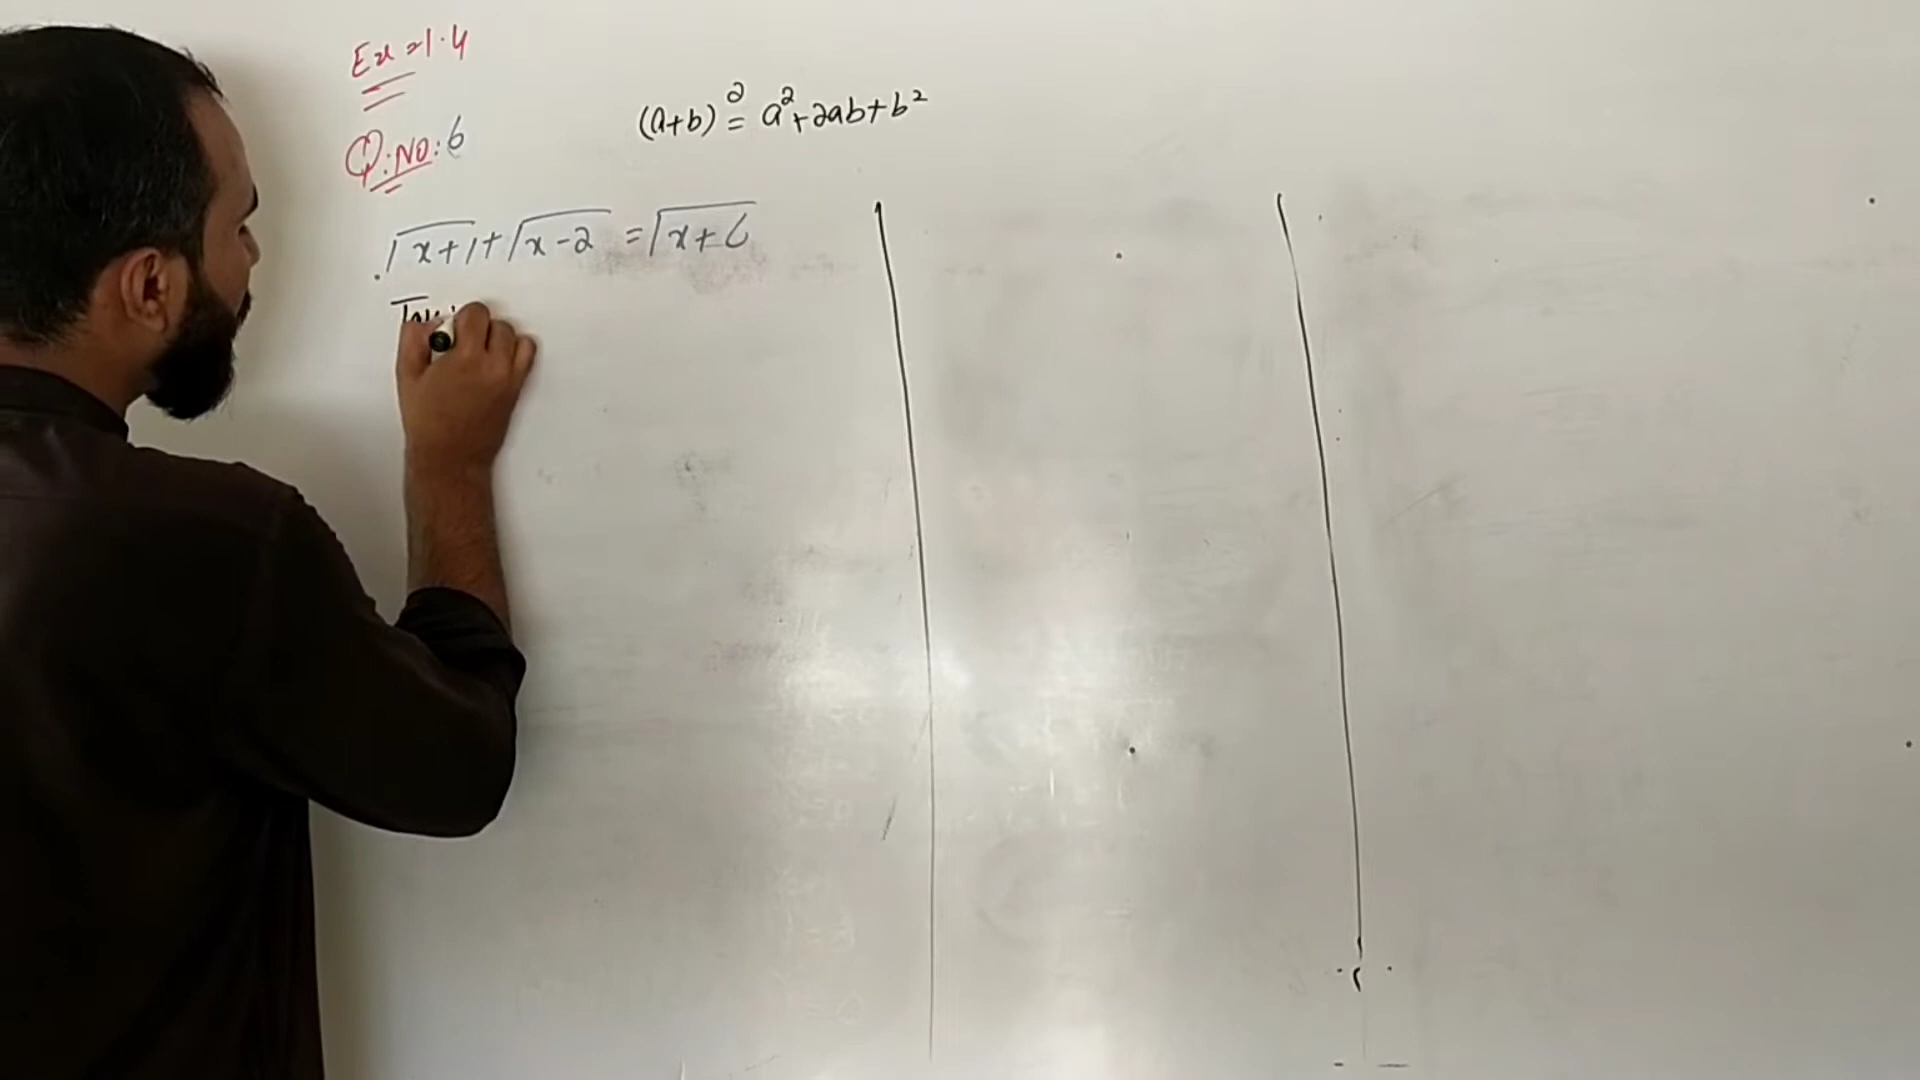 Ex = 1.4
(a+b)² = a² + 2ab + b²
Q:NO: 6
√x+1 + √x-2 = √x+6